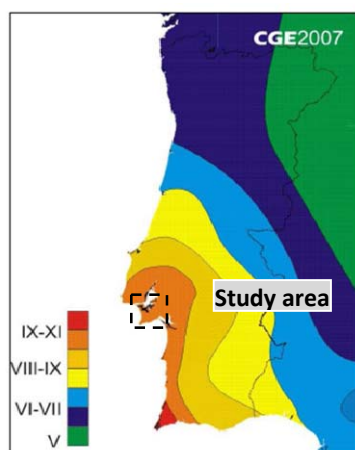 CGE2007
Study area
IX-XI
VIII-IX
VI-VII
V